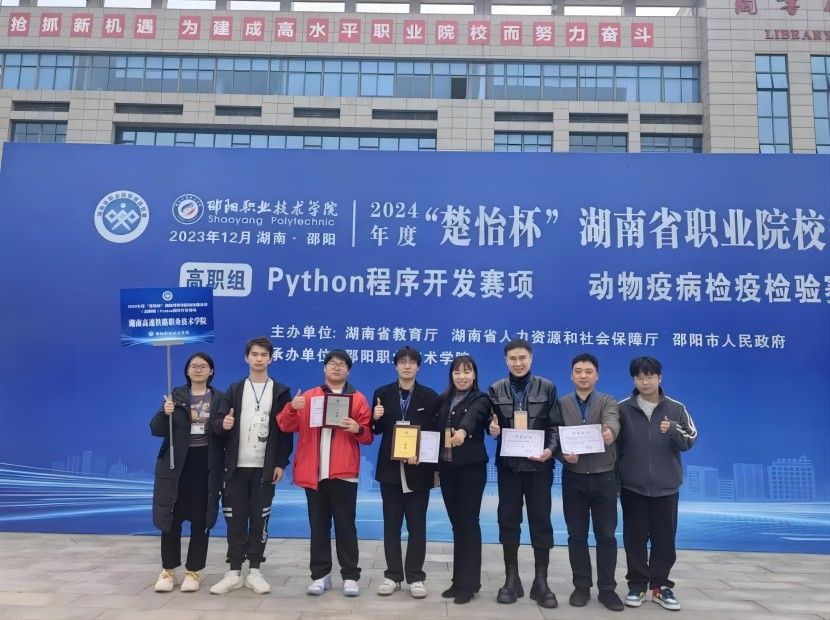 抢抓新机遇 为建成高水平职业院校而努力奋斗
LIBRARY
邵阳职业技术学院
Shaoyang Polytechnic
2023年12月 湖南·邵阳
2024
年度
“楚怡杯”湖南省职业院校
高职组 Python程序开发赛项 动物疫病检疫检验赛
主办单位：湖南省教育厅 湖南省人力资源和社会保障厅 邵阳市人民政府
承办单位：邵阳职 技术学院
湖南高速铁路职业技术学院